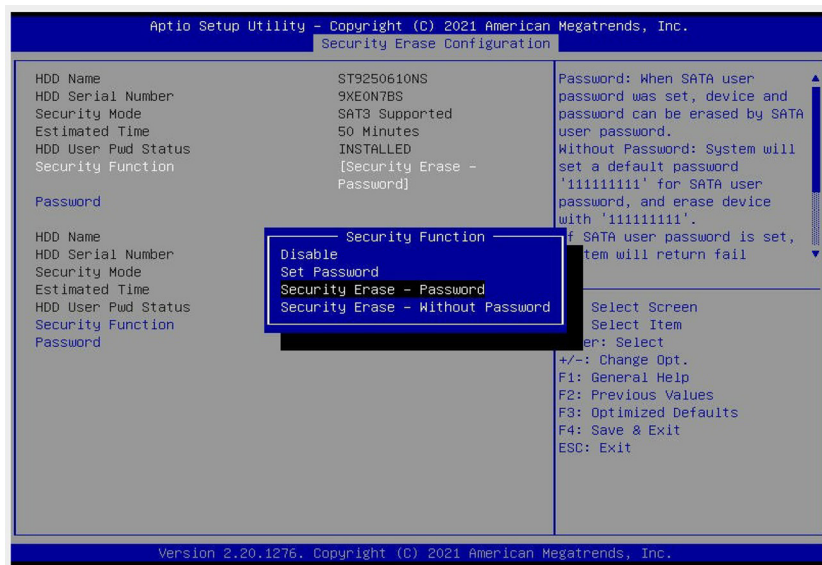 Aptio Setup Utility – Copyright (C) 2021 American Megatrends, Inc.
Security Erase Configuration
HDD Name ST9250610NS
HDD Serial Number 9XE0N7BS
Security Mode SAT3 Supported
Estimated Time 50 Minutes
HDD User Pwd Status INSTALLED
Security Function [Security Erase –
Password]
Password
HDD Name
HDD Serial Number
Security Mode
Estimated Time
HDD User Pwd Status
Security Function
Password
Security Function
Disable
Set Password
Security Erase – Password
Security Erase – Without Password
Password: When SATA user
password was set, device and
password can be erased by SATA
user password.
Without Password: System will
set a default password
'111111111' for SATA user
password, and erase device
with '111111111'.
f SATA user password is set,
tem will return fail
Select Screen
Select Item
er: Select
+/-: Change Opt.
F1: General Help
F2: Previous Values
F3: Optimized Defaults
F4: Save & Exit
ESC: Exit
Version 2.20.1276. Copyright (C) 2021 American Megatrends, Inc.